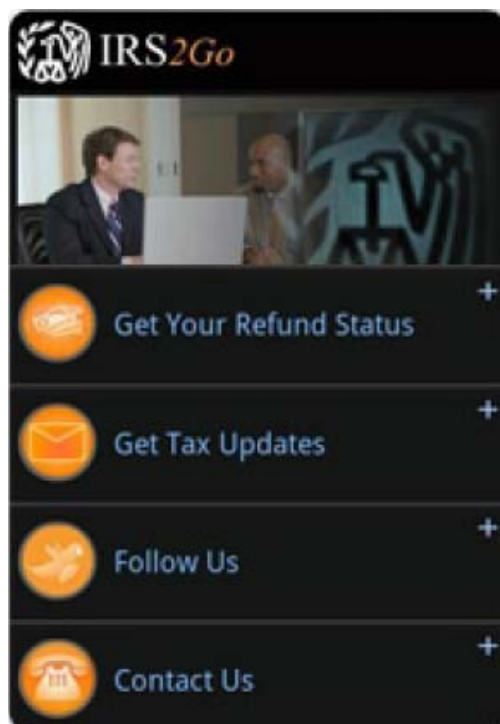 IRS2Go
Get Your Refund Status
+
Get Tax Updates
+
Follow Us
+
Contact Us
+